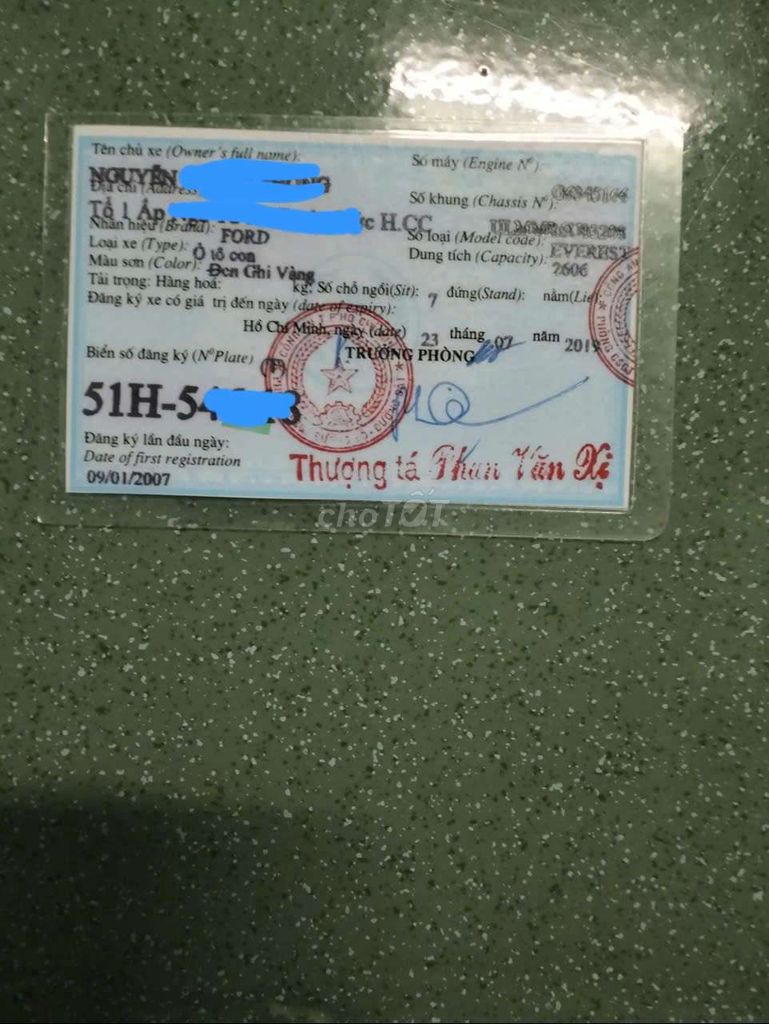 Tên chủ xe (Owner's full name):
NGUYỄN
Địa chỉ (Address
Tổ 1 Ấp H.CC
Nhãn hiệu (Brand): FORD
Loại xe (Type): Ô tô con
Màu sơn (Color): Đen Ghi Vàng
Tải trọng: Hàng hoá: kg; Số chỗ ngồi(Sit): 7 đứng(Stand): nằm(Lie):
Đăng ký xe có giá trị đến ngày (date of expiry):
Số máy (Engine Nº):
Số khung (Chassis Nº):
Số loại (Model code): EVEREST
Dung tích (Capacity): 2606
Hồ Chí Minh, ngày (date) 23 tháng 07 năm 2019
Biển số đăng ký (NºPlate) (T) TRƯỞNG PHÒNG
51H-54
Đăng ký lần đầu ngày:
Date of first registration
09/01/2007
Thượng tá Phan Văn Xị
choTỐT